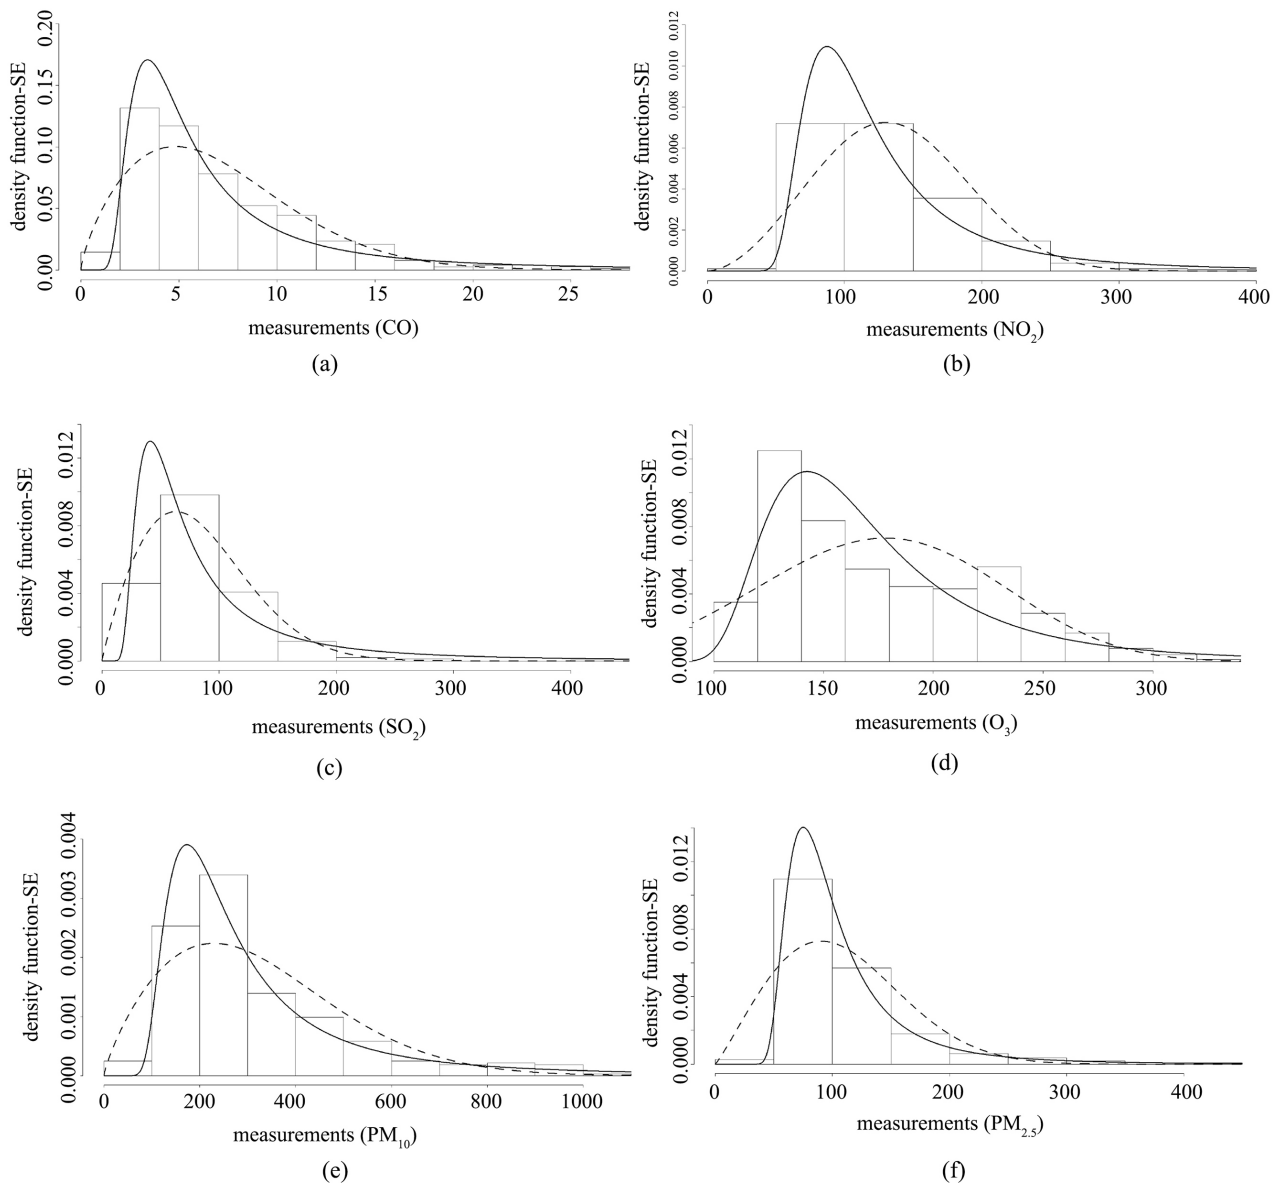 density function-SE
0.20
0.15
0.10
0.05
0.00
0 5 10 15 20 25
measurements (CO)
(a)
density function-SE
0.012
0.010
0.008
0.006
0.004
0.002
0.000
0 100 200 300 400
measurements (NO2)
(b)
density function-SE
0.012
0.008
0.004
0.000
0 100 200 300 400
measurements (SO2)
(c)
density function-SE
0.012
0.008
0.004
0.000
100 150 200 250 300
measurements (O3)
(d)
density function-SE
0.004
0.003
0.002
0.001
0.000
0 200 400 600 800 1000
measurements (PM10)
(e)
density function-SE
0.012
0.008
0.004
0.000
0 100 200 300 400
measurements (PM2.5)
(f)